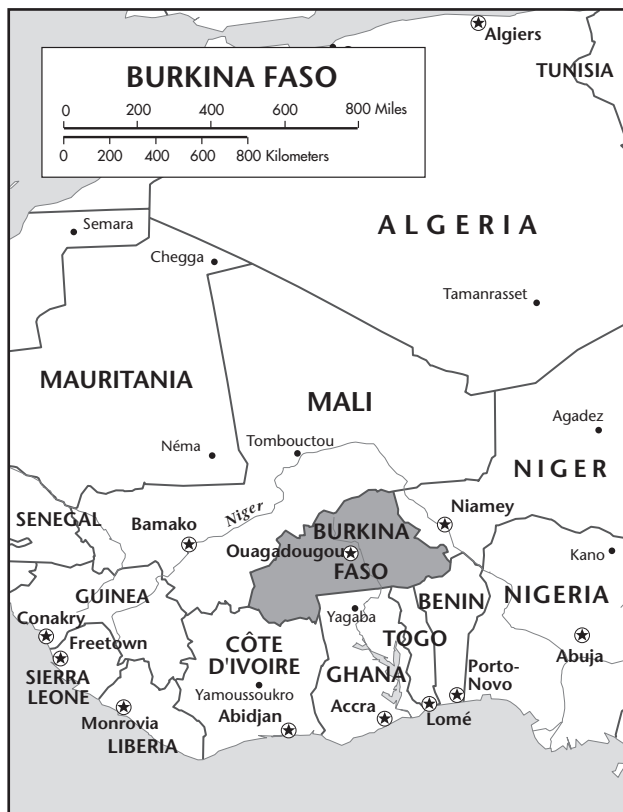 Algiers
TUNISIA
BURKINA FASO
0 200 400 600 800 Miles
0 200 400 600 800 Kilometers
Semara
ALGERIA
Chegga
Tamanrasset
MAURITANIA
MALI
Agadez
Néma
Tombouctou
NIGER
Niger
SENEGAL
Bamako
BURKINA
FASO
Niamey
Ouagadougou
Kano
GUINEA
BENIN
NIGERIA
Yagaba
Conakry
Freetown
CÔTE
D'IVOIRE
TOGO
GHANA
Abuja
SIERRA
LEONE
Yamoussoukro
Porto-
Novo
Monrovia
Abidjan
Accra
Lomé
LIBERIA